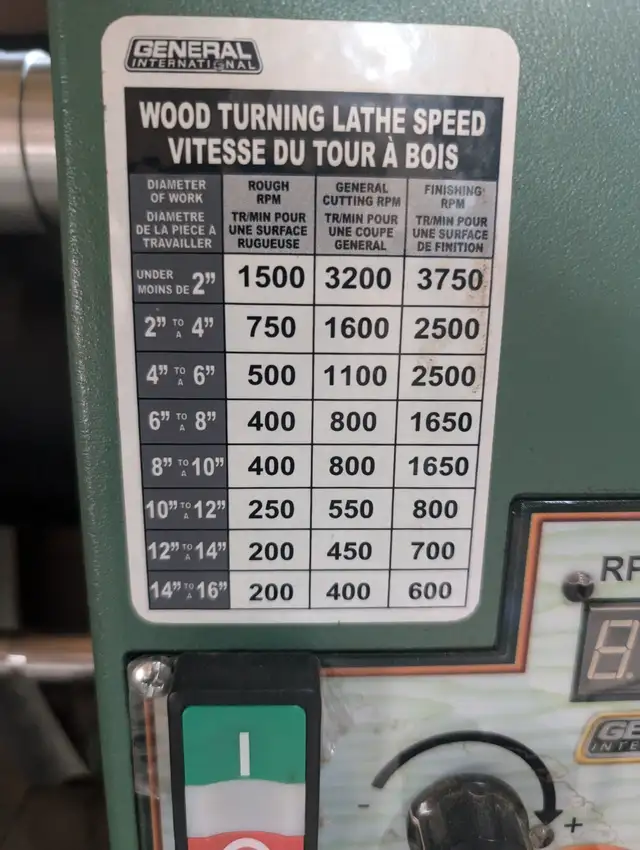 GENERAL
INTERNATIONAL
WOOD TURNING LATHE SPEED
VITESSE DU TOUR À BOIS
DIAMETER OF WORK DIAMETRE DE LA PIECE A TRAVAILLER | ROUGH RPM TR/MIN POUR UNE SURFACE RUGUEUSE | GENERAL CUTTING RPM TR/MIN POUR UNE COUPE GENERAL | FINISHING RPM TR/MIN POUR UNE SURFACE DE FINITION
UNDER MOINS DE 2” 1500 3200 3750
2” TO A 4” 750 1600 2500
4” TO A 6” 500 1100 2500
6” TO A 8” 400 800 1650
8” TO A 10” 400 800 1650
10” TO A 12” 250 550 800
12” TO A 14” 200 450 700
14” TO A 16” 200 400 600
I
- +